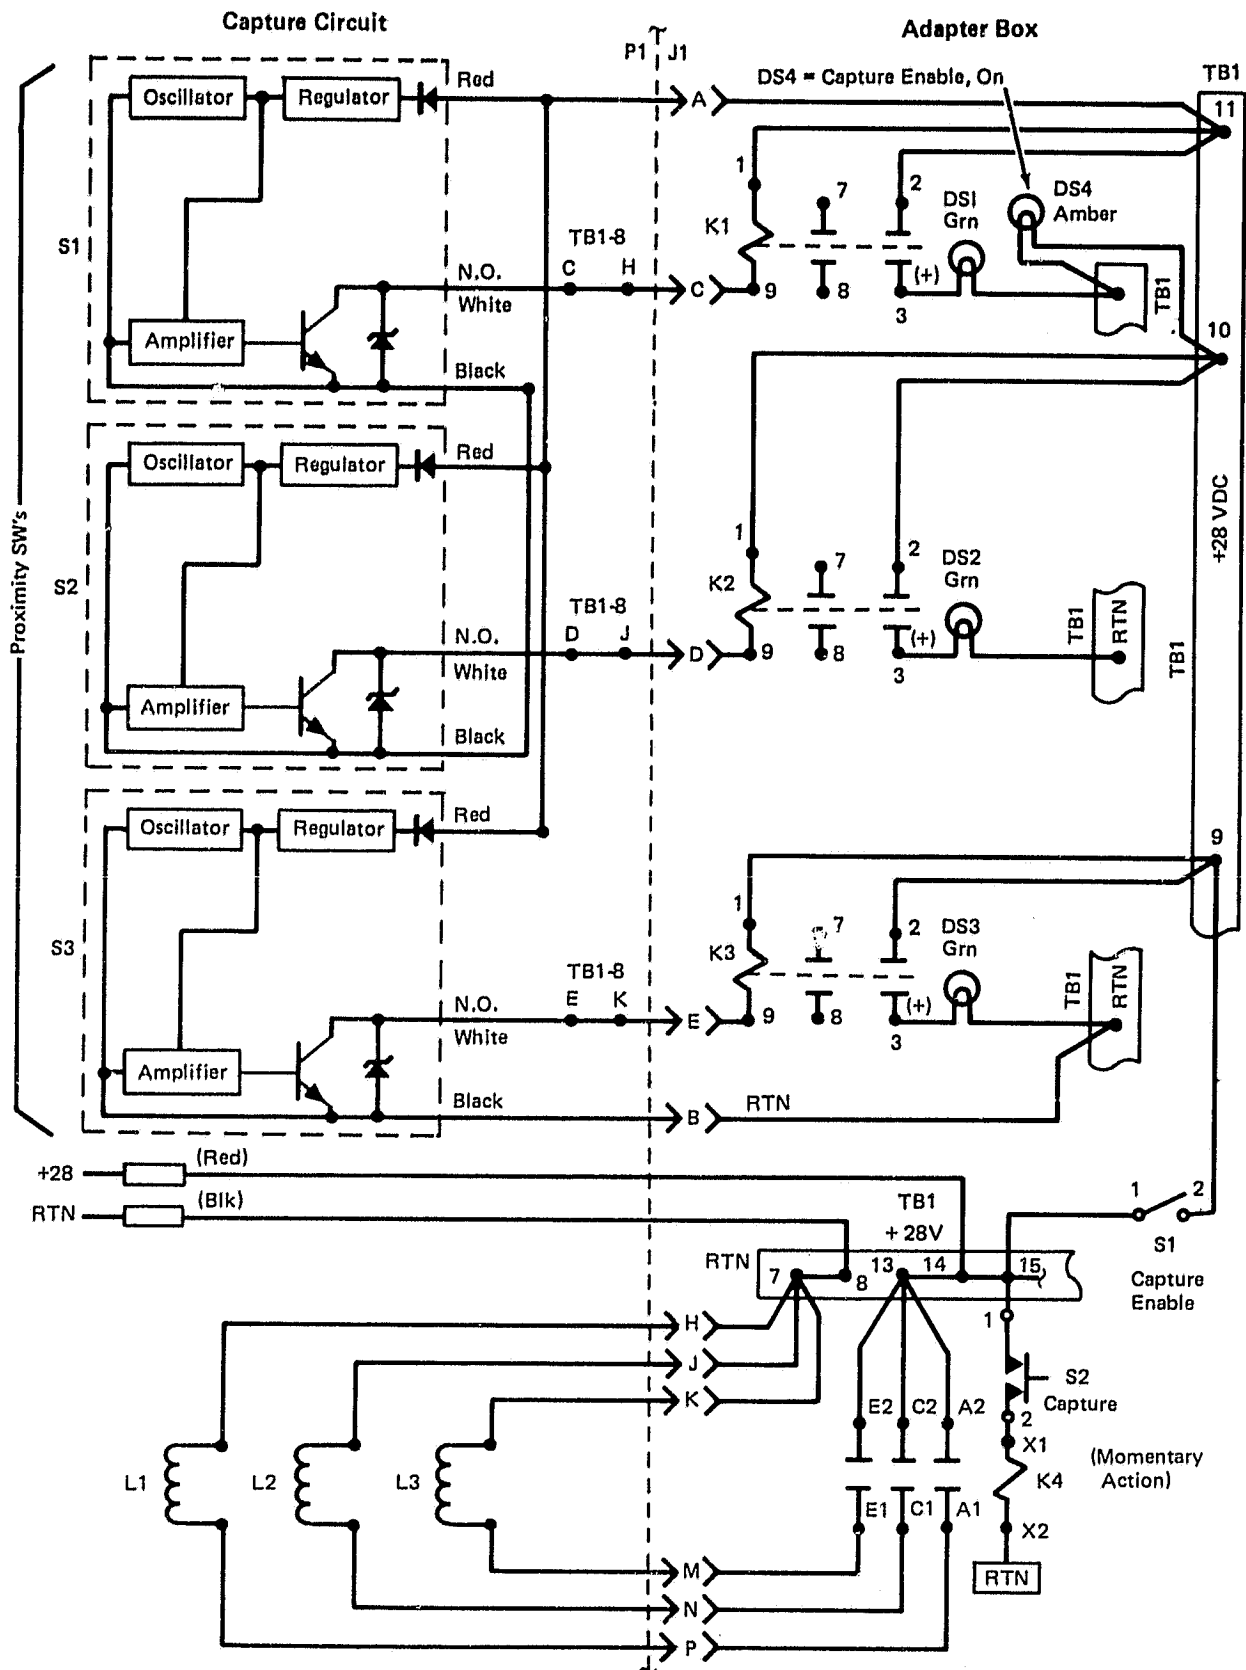 Capture Circuit
Adapter Box
P1 J1
DS4 = Capture Enable, On
TB1
Proximity SW's
S1
Oscillator
Regulator
Red
A
11
1
7
2
DS1
Grn
DS4
Amber
K1
TB1-8
N.O.
C
H
White
C
9
8
(+)
3
TB1
Amplifier
Black
10
S2
Oscillator
Regulator
Red
+28 VDC
1
7
2
DS2
Grn
K2
TB1-8
N.O.
D
J
White
D
9
8
(+)
3
TB1
RTN
TB1
Amplifier
Black
S3
Oscillator
Regulator
Red
9
1
7
2
DS3
Grn
K3
TB1-8
N.O.
E
K
White
E
9
8
(+)
3
TB1
RTN
Amplifier
Black
B
RTN
+28
(Red)
RTN
(Blk)
TB1
+ 28V
1
2
S1
Capture
Enable
RTN
7
8
13
14
15
H
J
K
1
S2
Capture
2
E2
C2
A2
X1
(Momentary
Action)
L1
L2
L3
K4
E1
C1
A1
X2
M
RTN
N
P